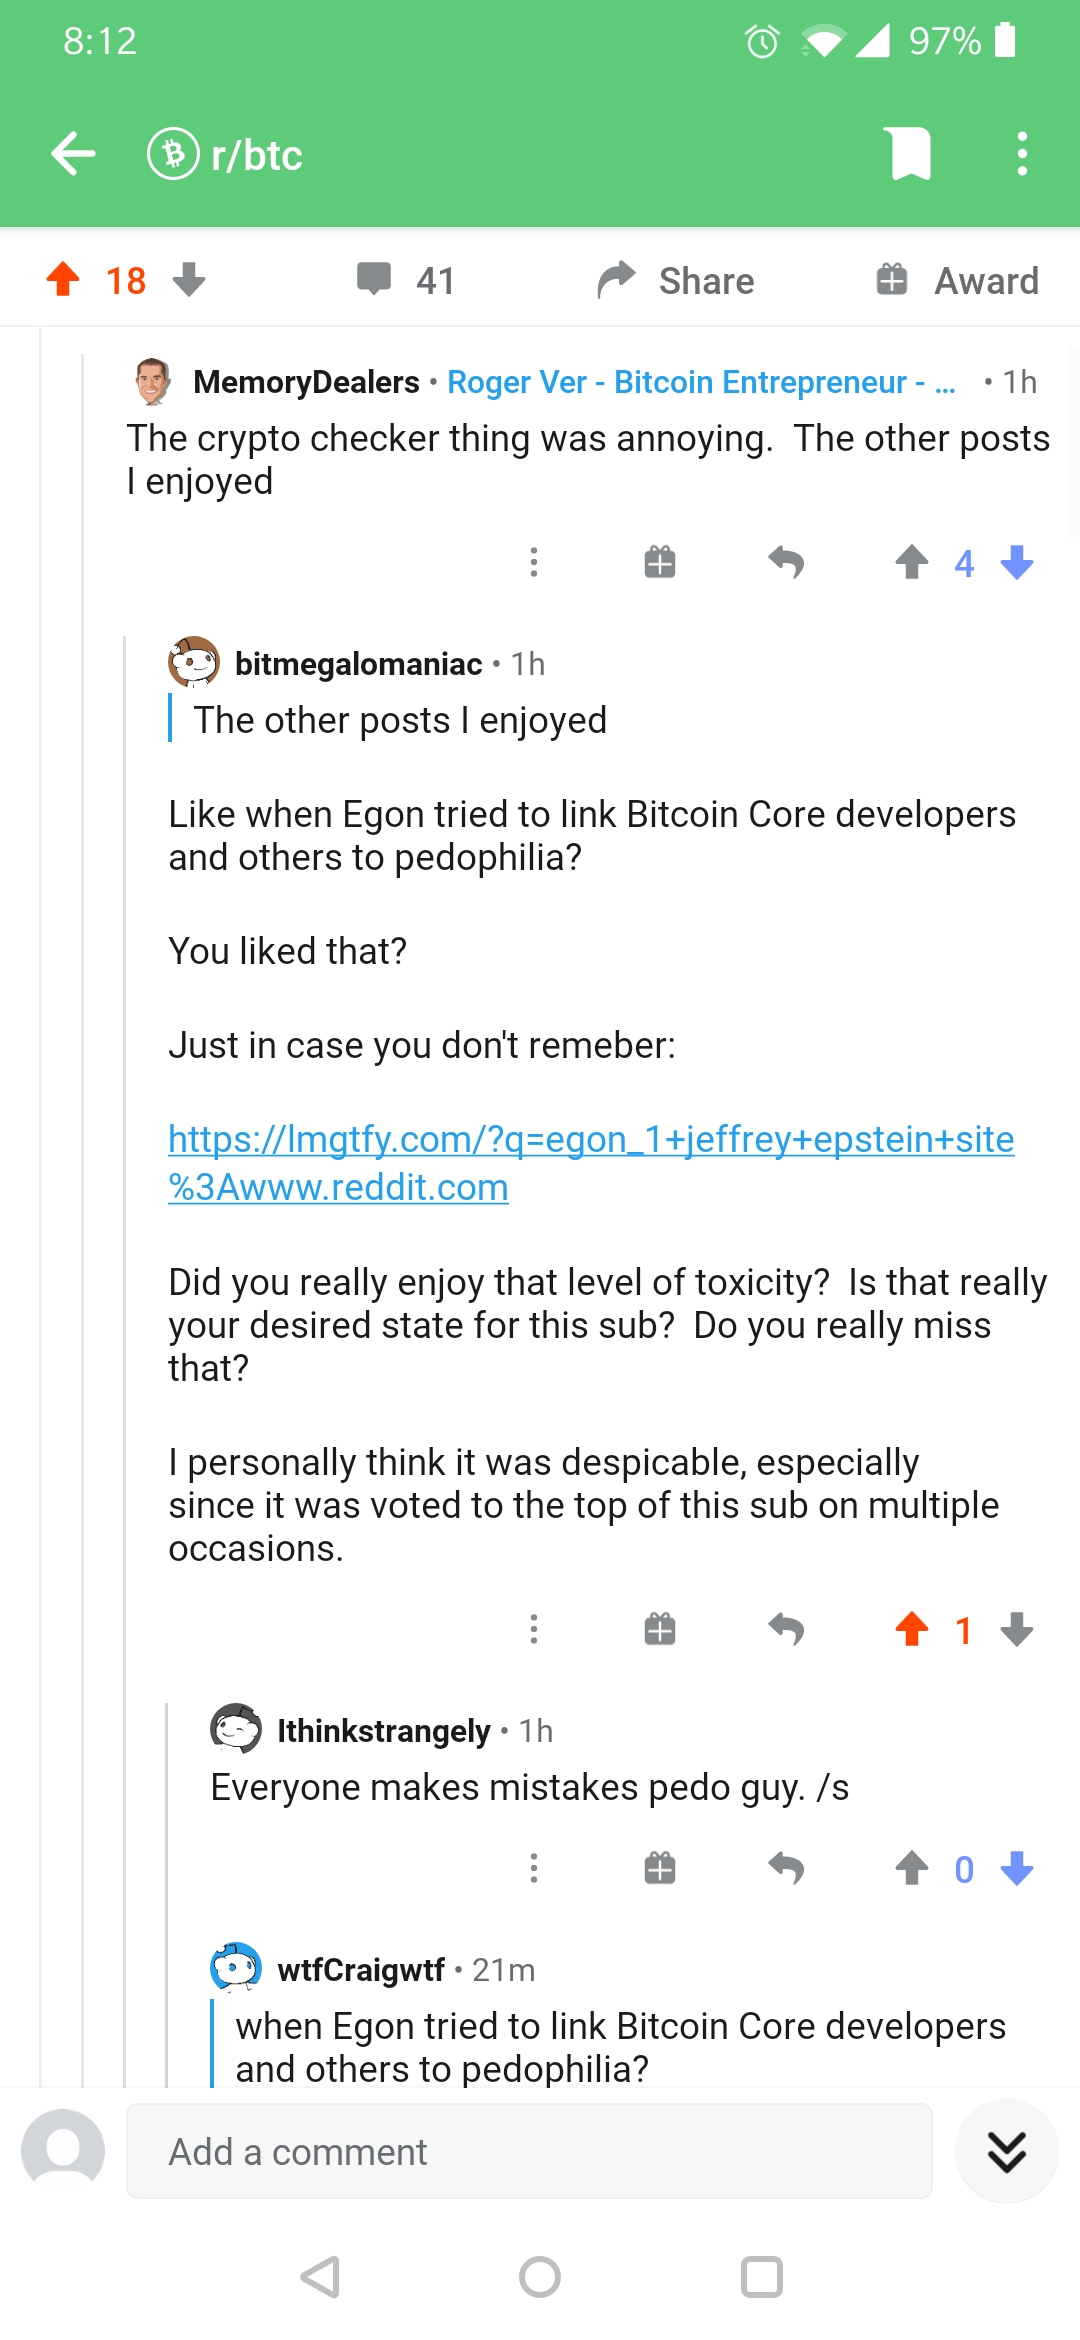 8:12
97%
r/btc
18
41
Share
Award
MemoryDealers • Roger Ver - Bitcoin Entrepreneur - ... • 1h
The crypto checker thing was annoying.  The other posts
I enjoyed
4
bitmegalomaniac • 1h
The other posts I enjoyed
Like when Egon tried to link Bitcoin Core developers
and others to pedophilia?
You liked that?
Just in case you don't remeber:
https://lmgtfy.com/?q=egon_1+jeffrey+epstein+site
%3Awww.reddit.com
Did you really enjoy that level of toxicity?  Is that really
your desired state for this sub?  Do you really miss
that?
I personally think it was despicable, especially
since it was voted to the top of this sub on multiple
occasions.
1
Ithinkstrangely • 1h
Everyone makes mistakes pedo guy. /s
0
wtfCraigwtf • 21m
when Egon tried to link Bitcoin Core developers
and others to pedophilia?
Add a comment